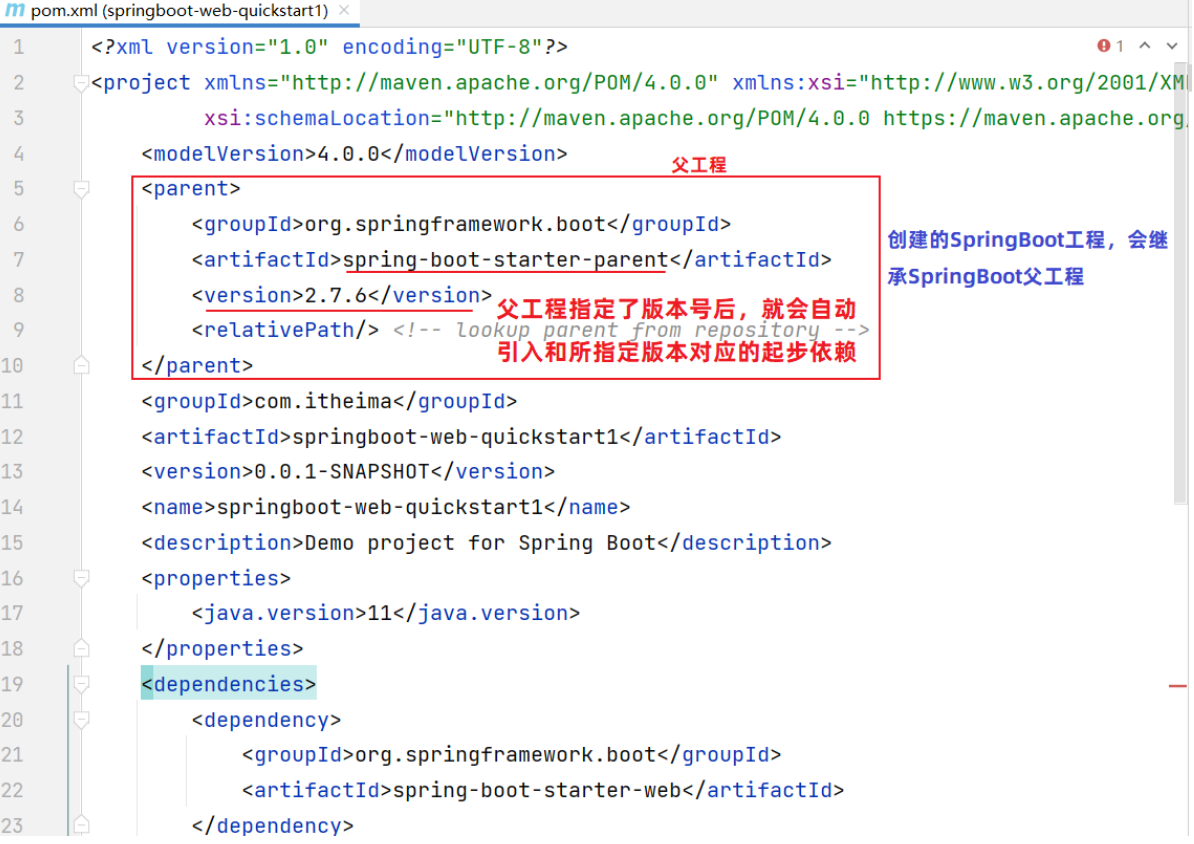 pom.xml (springboot-web-quickstart1)
1 <?xml version="1.0" encoding="UTF-8"?>
1
2 <project xmlns="http://maven.apache.org/POM/4.0.0" xmlns:xsi="http://www.w3.org/2001/XM
3 xsi:schemaLocation="http://maven.apache.org/POM/4.0.0 https://maven.apache.org
4 <modelVersion>4.0.0</modelVersion>
父工程
5 <parent>
6 <groupId>org.springframework.boot</groupId>
创建的SpringBoot工程，会继
7 <artifactId>spring-boot-starter-parent</artifactId>
承SpringBoot父工程
8 <version>2.7.6</version>
父工程指定了版本号后，就会自动
9 <relativePath/> <!-- lookup parent from repository -->
引入和所指定版本对应的起步依赖
10 </parent>
11 <groupId>com.itheima</groupId>
12 <artifactId>springboot-web-quickstart1</artifactId>
13 <version>0.0.1-SNAPSHOT</version>
14 <name>springboot-web-quickstart1</name>
15 <description>Demo project for Spring Boot</description>
16 <properties>
17 <java.version>11</java.version>
18 </properties>
19 <dependencies>
20 <dependency>
21 <groupId>org.springframework.boot</groupId>
22 <artifactId>spring-boot-starter-web</artifactId>
23 </dependency>